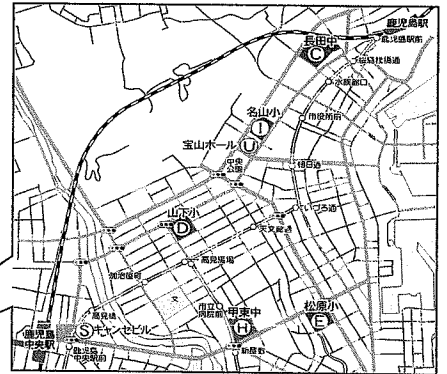 鹿児島駅
鹿児島駅前
長田中
C
桜島桟橋通
水族館口
名山小
I
市役所前
宝山ホール
U
中央公園
朝日通
山下小
D
いづろ通
天文館通
高見馬場
加治屋町
文
高見橋
市立病院前
甲東中
H
松原小
E
S
キャンセビル
鹿児島中央駅
鹿児島中央駅前
新屋敷